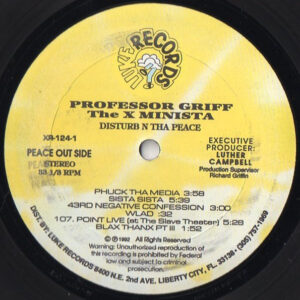 LUKE RECORDS
PROFESSOR GRIFF
The X MINISTA
DISTURB N THA PEACE
XR-124-1
PEACE OUT SIDE
STEREO
33 1/3 RPM
EXECUTIVE
PRODUCER:
LUTHER
CAMPBELL
Production Supervisor
Richard Griffin
PHUCK THA MEDIA 3:58
SISTA SISTA 5:39
43RD NEGATIVE CONFESSION 3:00
WLAD :32
107. POINT LIVE (at The Slave Theater) 5:28
BLAX THANX PT III 1:52
Ⓟ © 1992 All Rights Reserved
Warning: Unauthorized reproduction of
this recording is prohibited by Federal
law and subject to criminal
prosecution.
DIST. BY: LUKE RECORDS 8400 N.E. 2nd AVE. LIBERTY CITY, FL 33138 • (305) 757-1969